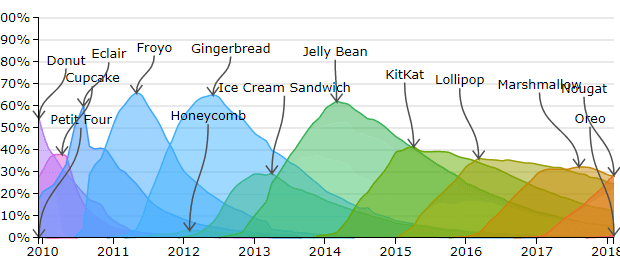 00%
90%
80%
70%
60%
50%
40%
30%
20%
10%
0%
Donut
Eclair
Froyo
Gingerbread
Jelly Bean
Cupcake
Ice Cream Sandwich
KitKat
Lollipop
Marshmallow
Nougat
Petit Four
Honeycomb
Oreo
2010
2011
2012
2013
2014
2015
2016
2017
2018